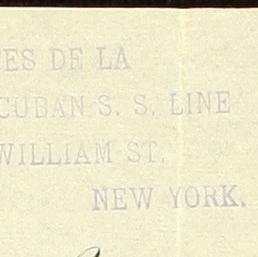 ES DE LA
CUBAN S. S. LINE
WILLIAM ST.
NEW YORK.